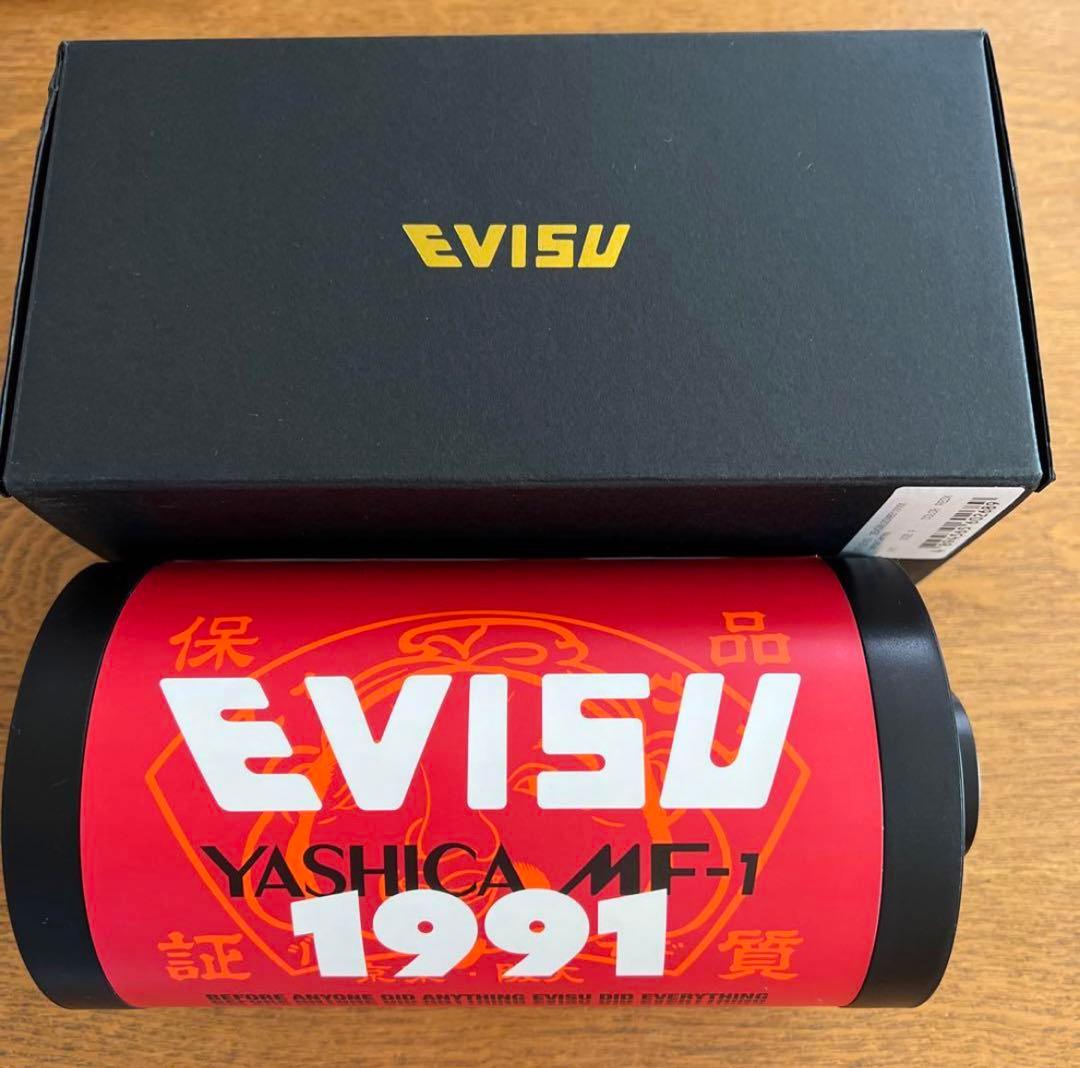 EVISU
保 品
EVISU
YASHICA MF-1
1991
証 質
BEFORE ANYONE DID ANYTHING EVISU DID EVERYTHING